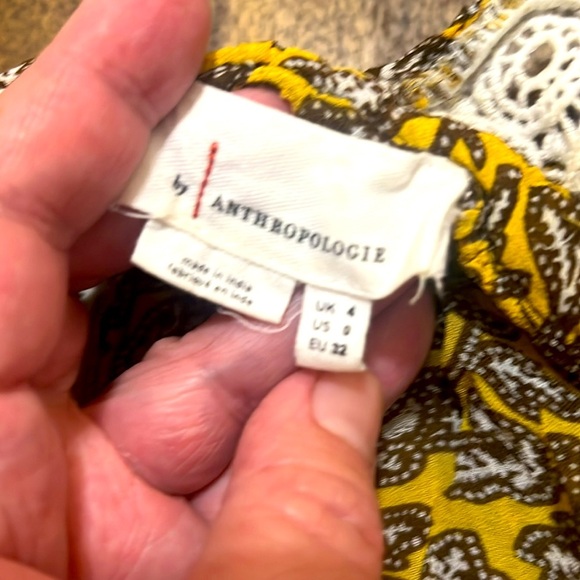 by ANTHROPOLOGIE
made in India
fabriqué en Inde
UK 4
US 0
EU 32